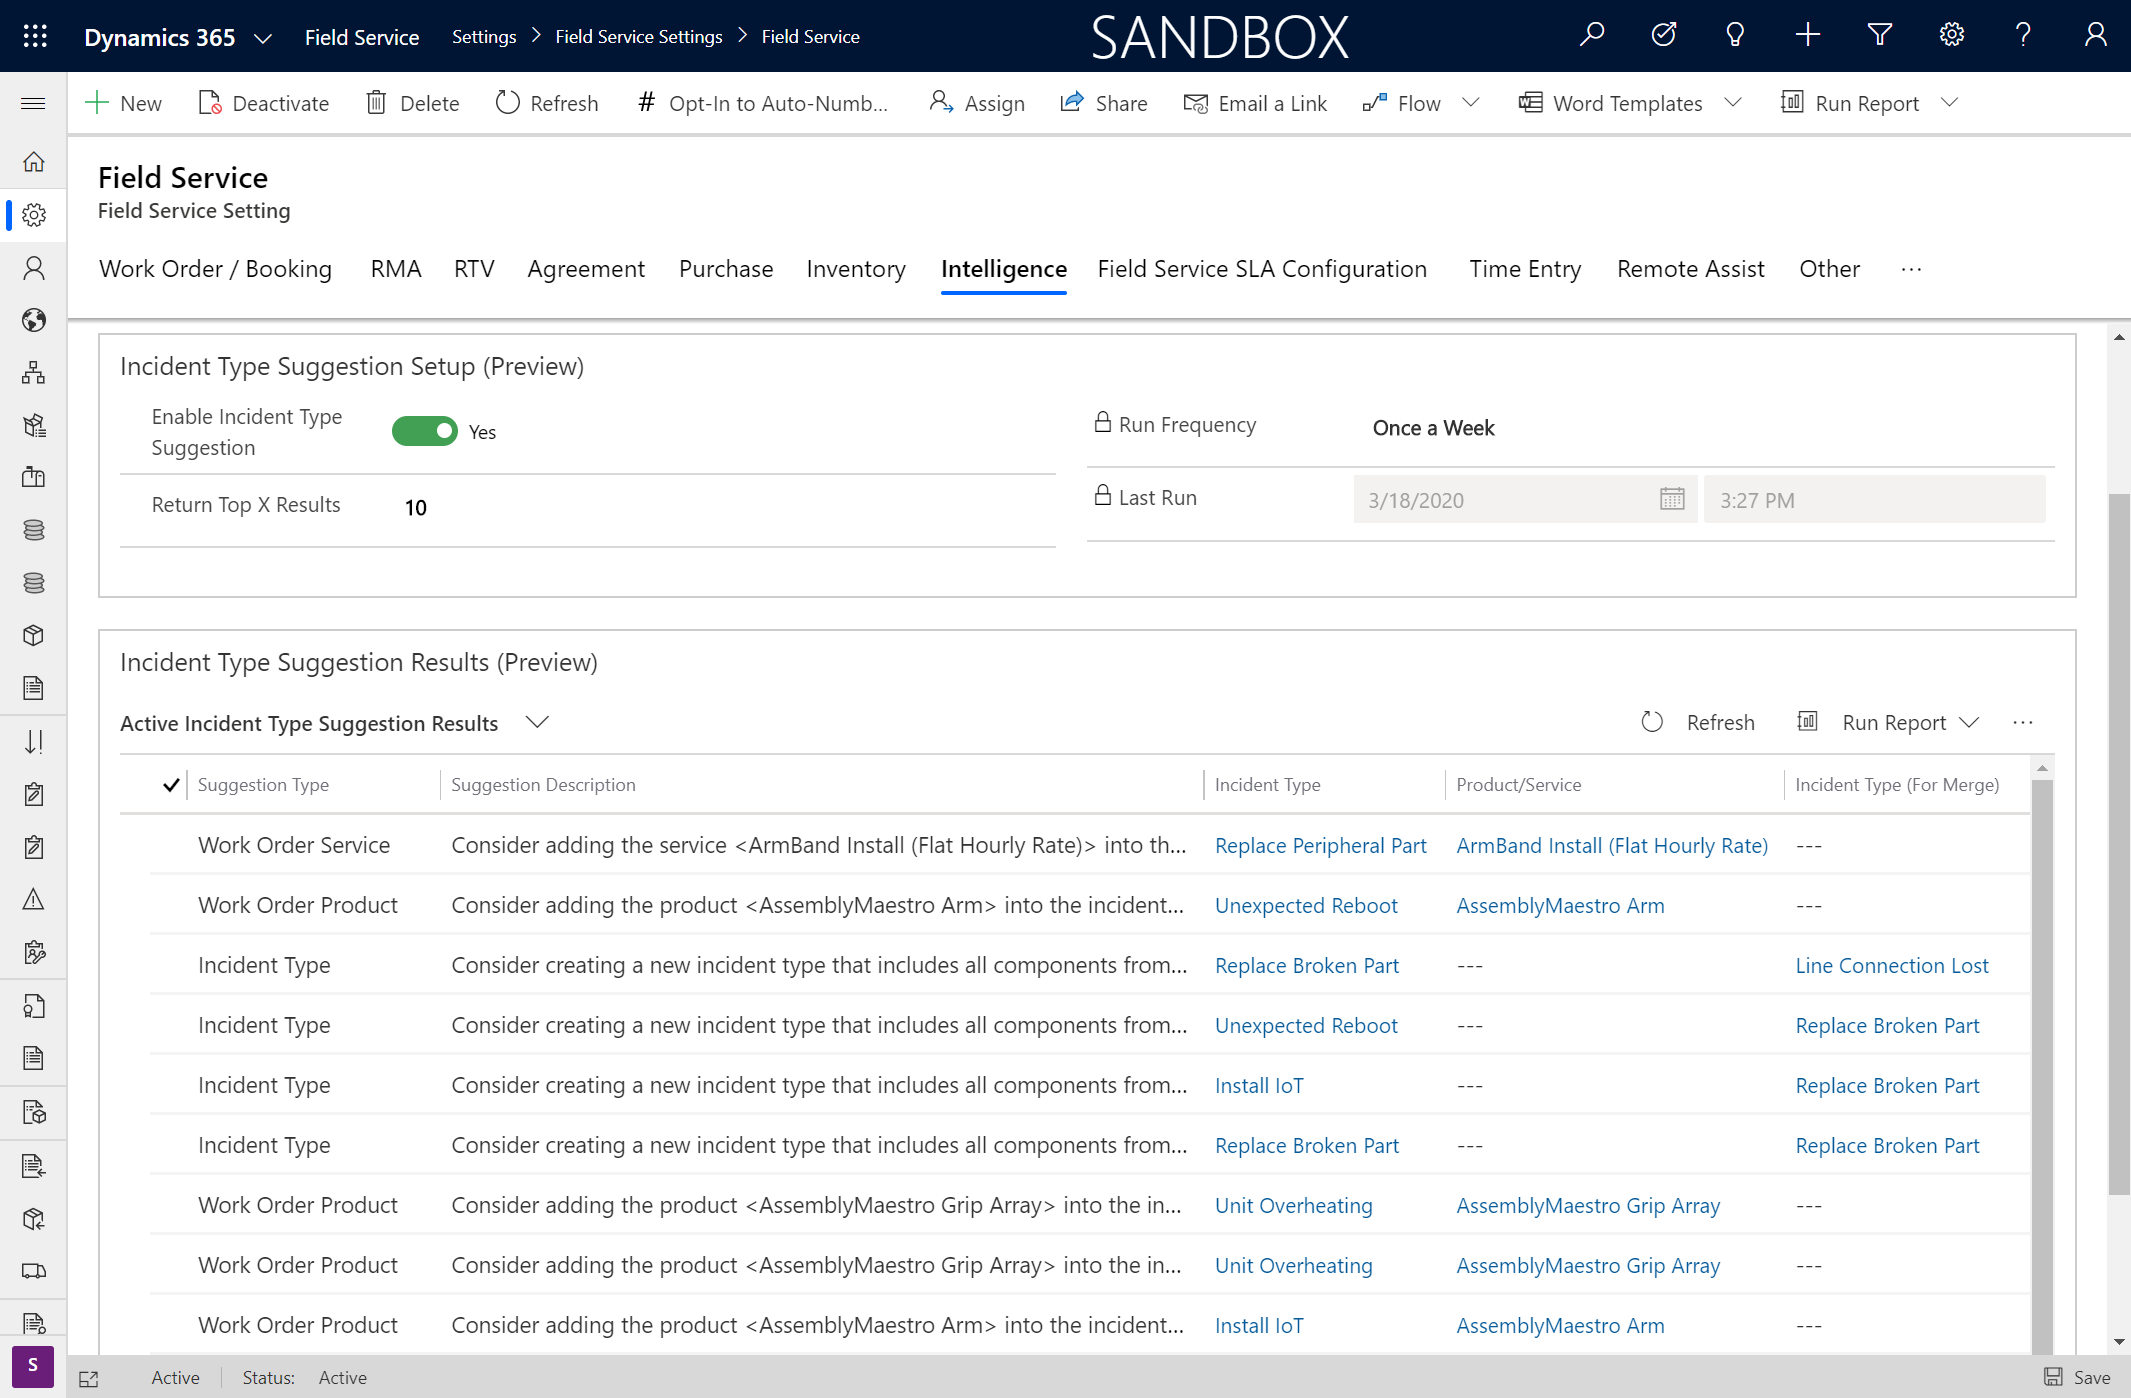 Dynamics 365 Field Service Settings > Field Service Settings > Field Service SANDBOX
New Deactivate Delete Refresh # Opt-In to Auto-Numb... Assign Share Email a Link Flow Word Templates Run Report
Field Service
Field Service Setting
Work Order / Booking RMA RTV Agreement Purchase Inventory Intelligence Field Service SLA Configuration Time Entry Remote Assist Other ...
Incident Type Suggestion Setup (Preview)
Enable Incident Type
Suggestion
Yes
Return Top X Results 10
Run Frequency Once a Week
Last Run 3/18/2020 3:27 PM
Incident Type Suggestion Results (Preview)
Active Incident Type Suggestion Results Refresh Run Report ...
Suggestion Type Suggestion Description Incident Type Product/Service Incident Type (For Merge)
Work Order Service Consider adding the service <ArmBand Install (Flat Hourly Rate)> into th... Replace Peripheral Part ArmBand Install (Flat Hourly Rate) ---
Work Order Product Consider adding the product <AssemblyMaestro Arm> into the incident... Unexpected Reboot AssemblyMaestro Arm ---
Incident Type Consider creating a new incident type that includes all components from... Replace Broken Part --- Line Connection Lost
Incident Type Consider creating a new incident type that includes all components from... Unexpected Reboot --- Replace Broken Part
Incident Type Consider creating a new incident type that includes all components from... Install IoT --- Replace Broken Part
Incident Type Consider creating a new incident type that includes all components from... Replace Broken Part --- Replace Broken Part
Work Order Product Consider adding the product <AssemblyMaestro Grip Array> into the in... Unit Overheating AssemblyMaestro Grip Array ---
Work Order Product Consider adding the product <AssemblyMaestro Grip Array> into the in... Unit Overheating AssemblyMaestro Grip Array ---
Work Order Product Consider adding the product <AssemblyMaestro Arm> into the incident... Install IoT AssemblyMaestro Arm ---
S Active Status: Active Save